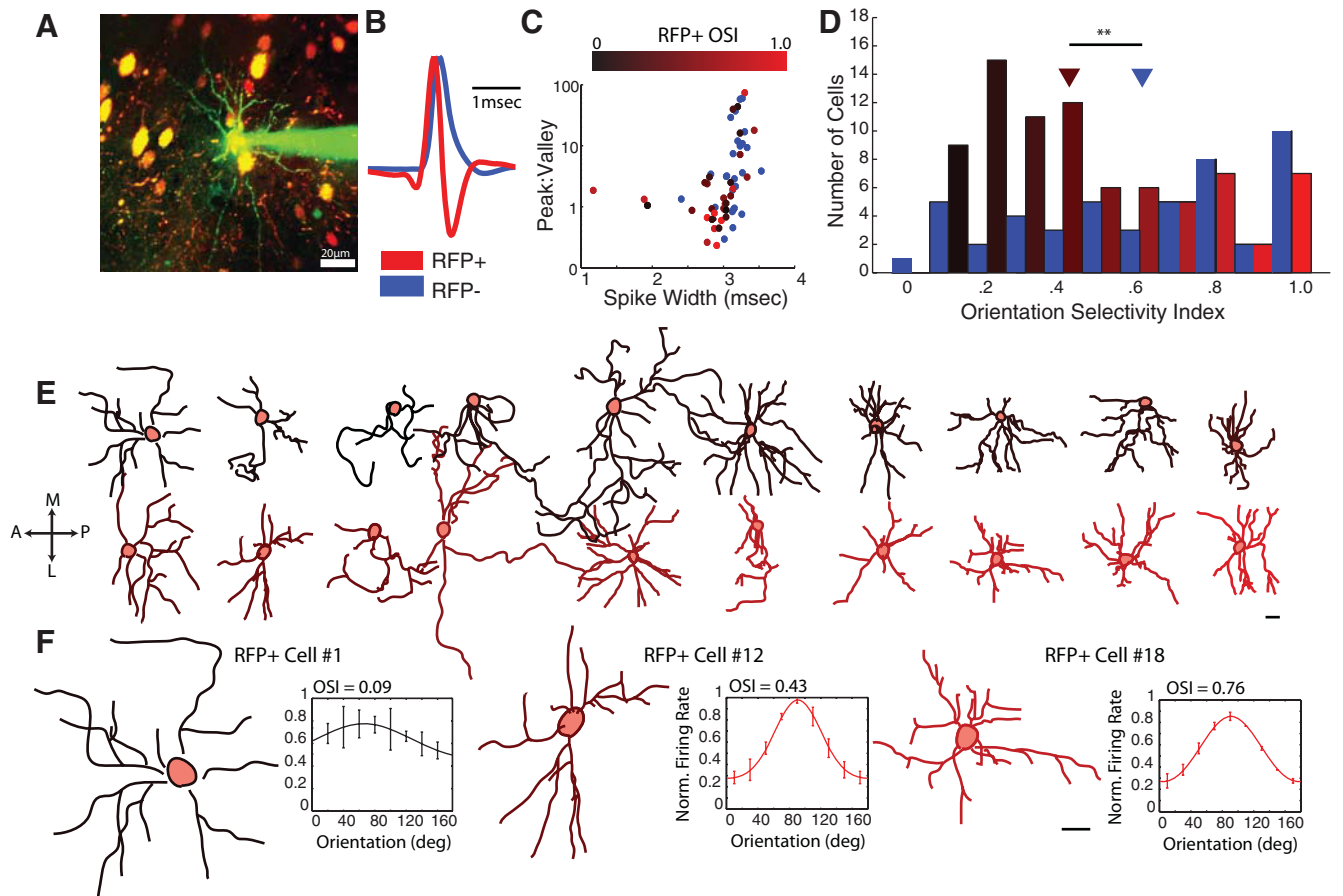 A
20µm
B
1msec
RFP+
RFP-
C
RFP+ OSI
0
1.0
Peak:Valley
100
10
1
0
1
2
3
4
Spike Width (msec)
D
**
Number of Cells
18
16
14
12
10
8
6
4
2
0
0
.2
.4
.6
.8
1.0
Orientation Selectivity Index
E
M
A
P
L
F
RFP+ Cell #1
OSI = 0.09
1
0.8
0.6
0.4
0.2
0
0
40
80
120
160
Orientation (deg)
RFP+ Cell #12
OSI = 0.43
Norm. Firing Rate
1
0.8
0.6
0.4
0.2
0
0
40
80
120
160
Orientation (deg)
RFP+ Cell #18
OSI = 0.76
Norm. Firing Rate
1
0.8
0.6
0.4
0.2
0
0
40
80
120
160
Orientation (deg)